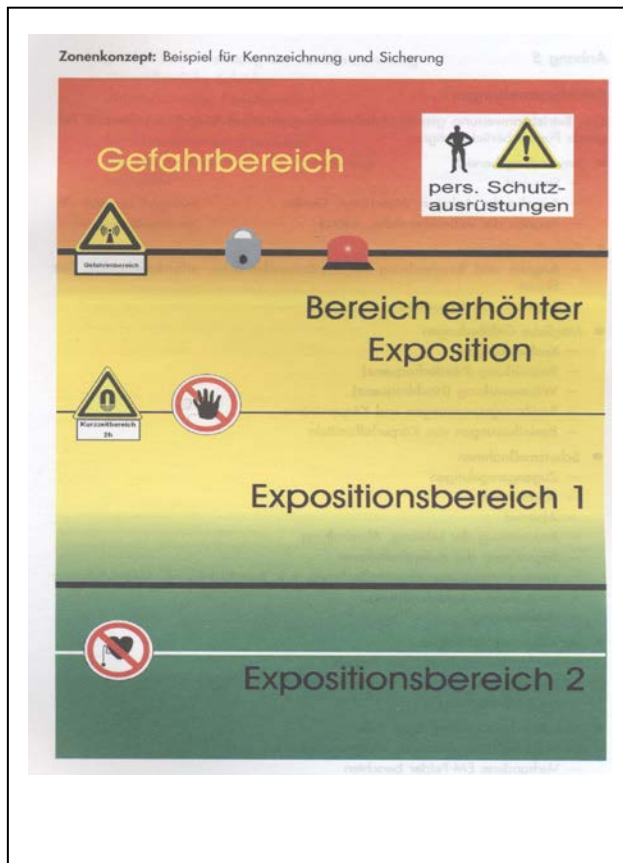 Zonenkonzept: Beispiel für Kennzeichnung und Sicherung
Gefahrbereich
pers. Schutz-
ausrüstungen
Gefahrenbereich
Bereich erhöhter
Exposition
Kurzzeitbereich
2h
Expositionsbereich 1
Expositionsbereich 2